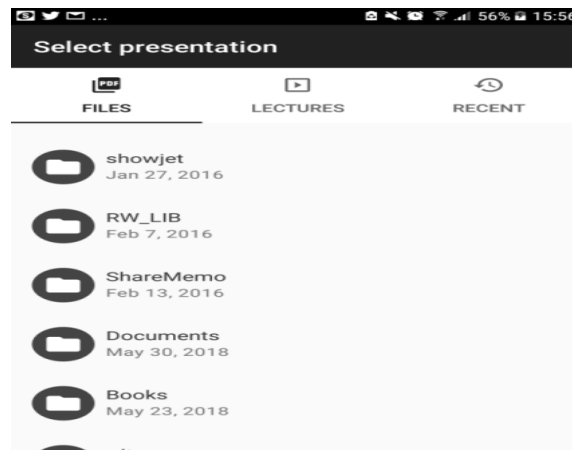 56% 15:56
Select presentation
PDF
FILES
LECTURES
RECENT
showjet
Jan 27, 2016
RW_LIB
Feb 7, 2016
ShareMemo
Feb 13, 2016
Documents
May 30, 2018
Books
May 23, 2018